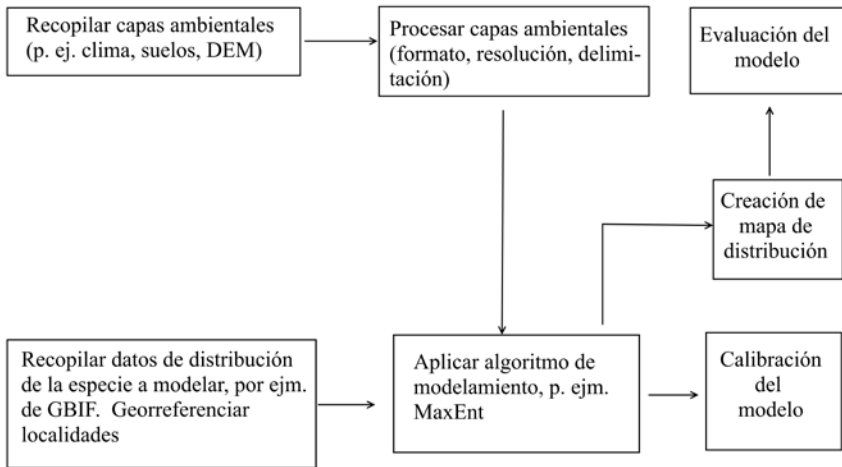 Recopilar capas ambientales
(p. ej. clima, suelos, DEM)
Procesar capas ambientales
(formato, resolución, delimi-
tación)
Evaluación del
modelo
Creación de
mapa de
distribución
Recopilar datos de distribución
de la especie a modelar, por ejm.
de GBIF. Georreferenciar
localidades
Aplicar algoritmo de
modelamiento, p. ejm.
MaxEnt
Calibración
del
modelo